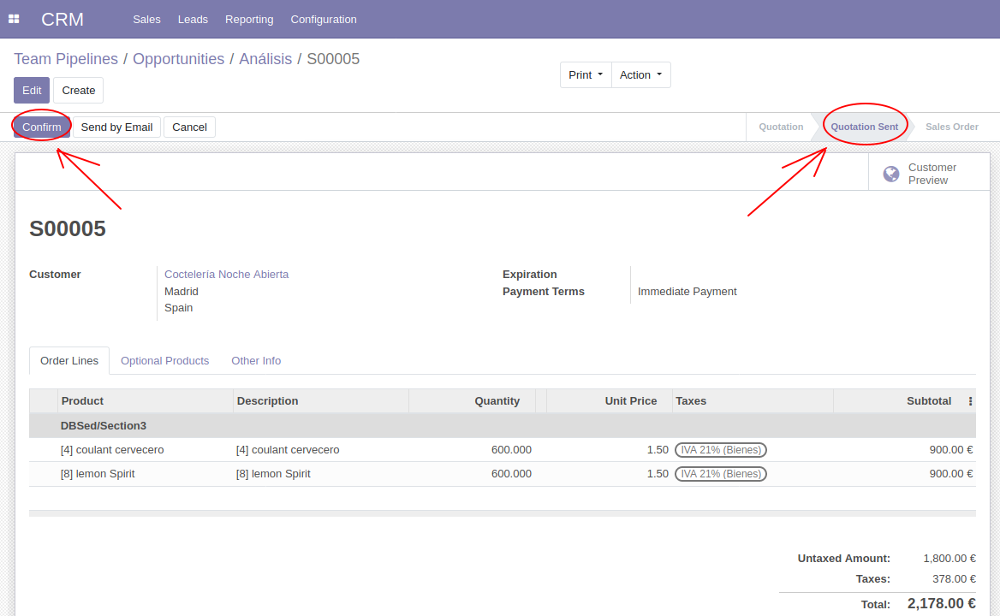 CRM Sales Leads Reporting Configuration
Team Pipelines / Opportunities / Análisis / S00005
Print Action
Edit Create
Confirm Send by Email Cancel Quotation Quotation Sent Sales Order
Customer
Preview
S00005
Customer Coctelería Noche Abierta Expiration
Madrid Payment Terms Immediate Payment
Spain
Order Lines Optional Products Other Info
Product Description Quantity Unit Price Taxes Subtotal
DBSed/Section3
[4] coulant cervecero [4] coulant cervecero 600.000 1.50 IVA 21% (Bienes) 900.00 €
[8] lemon Spirit [8] lemon Spirit 600.000 1.50 IVA 21% (Bienes) 900.00 €
Untaxed Amount: 1,800.00 €
Taxes: 378.00 €
Total: 2,178.00 €